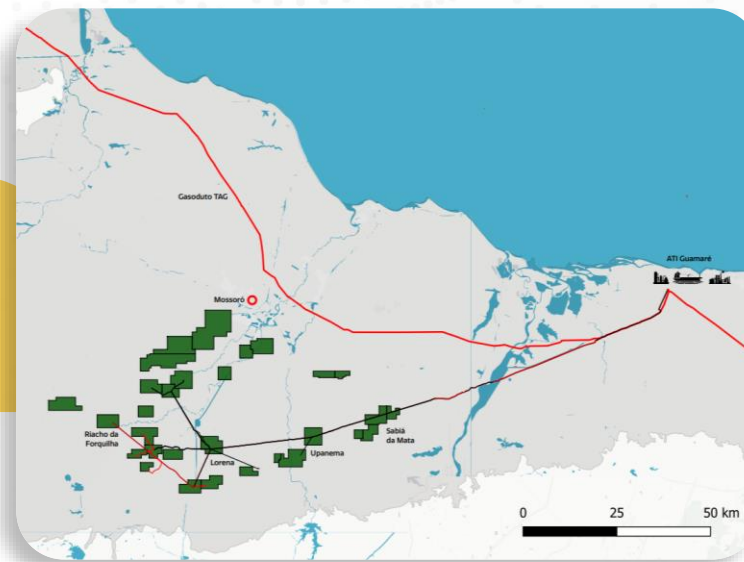 Gasoduto TAG
ATI Guamaré
Mossoró
Riacho da
Forquilha
Lorena
Upanema
Sabiá
da Mata
0 25 50 km